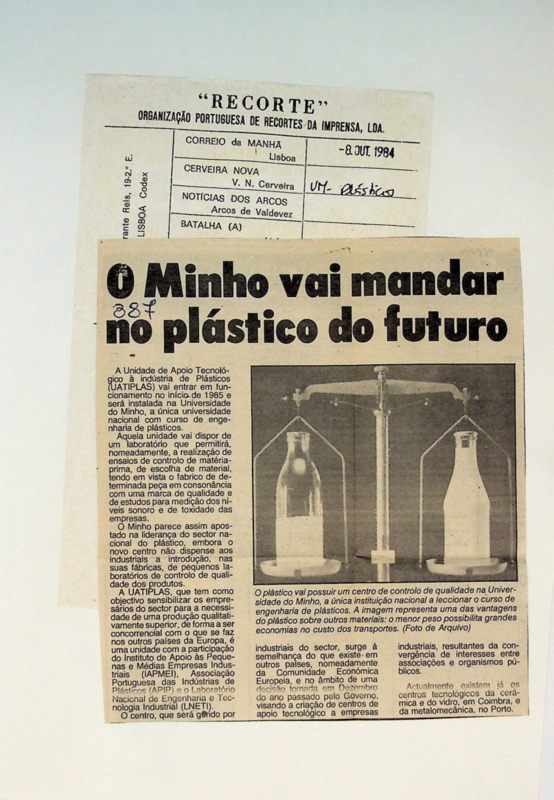 "RECORTE"
ORGANIZAÇÃO PORTUGUESA DE RECORTES DA IMPRENSA, LDA.
rante Reis, 19-2.º E.
LISBOA Codex
CORREIO da MANHÃ
Lisboa
-8. OUT. 1984
CERVEIRA NOVA
V. N. Cerveira
UM- plásticos
NOTÍCIAS DOS ARCOS
Arcos de Valdevez
BATALHA (A)
O Minho vai mandar
387
no plástico do futuro
A Unidade de Apoio Tecnoló-
gico à indústria de Plásticos
(UATIPLAS) vai entrar em fun-
cionamento no início de 1985 e
será instalada na Universidade
do Minho, a única universidade
nacional com curso de enge-
nharia de plásticos.
Aquela unidade vai dispor de
um laboratório que permitirá,
nomeadamente, a realização de
ensaios de controlo de matéria-
prima, de escolha de material,
tendo em vista o fabrico de de-
terminada peça em consonância
com uma marca de qualidade e
de estudos para medição dos ní-
veis sonoro e de toxidade das
empresas.
O Minho parece assim apos-
tado na liderança do sector na-
cional do plástico, embora o
novo centro não dispense aos
industriais a introdução, nas
suas fábricas, de pequenos la-
boratórios de controlo de quali-
dade dos produtos.
A UATIPLAS, que tem como
objectivo sensibilizar os empre-
sários do sector para a necessi-
dade de uma produção qualitati-
vamente superior, de forma a ser
concorrencial com o que se faz
nos outros países da Europa, é
uma unidade com a participação
do Instituto de Apoio às Peque-
nas e Médias Empresas Indus-
triais (IAPMEI), Associação
Portuguesa das Indústrias de
Plásticos (APIP) e o Laboratório
Nacional de Engenharia e Tec-
nologia Industrial (LNETI).
O centro, que será gerido por
O plástico vai possuir um centro de controlo de qualidade na Univer-
sidade do Minho, a única instituição nacional a leccionar o curso de
engenharia de plásticos. A imagem representa uma das vantagens
do plástico sobre outros materiais: o menor peso possibilita grandes
economias no custo dos transportes. (Foto de Arquivo)
industriais do sector, surge à
semelhança do que existe em
outros países, nomeadamente
da Comunidade Económica
Europeia, e no âmbito de uma
decisão tomada em Dezembro
do ano passado pelo Governo,
visando a criação de centros de
apoio tecnológico a empresas
industriais, resultantes da con-
vergência de interesses entre
associações e organismos pú-
blicos.
Actualmente existem já os
centros tecnológicos da cerâ-
mica e do vidro, em Coimbra, e
da metalomecânica, no Porto.